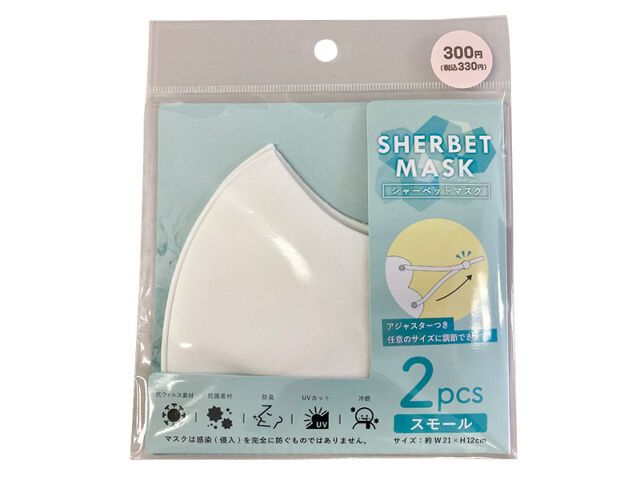 300円
(税込330円)
SHERBET
MASK
シャーベットマスク
アジャスターつき
任意のサイズに調節でき
2pcs
スモール
サイズ：約 W21×H12cm
抗ウィルス素材
抗菌素材
防臭
UVカット
冷感
UV
マスクは感染(侵入)を完全に防ぐものではありません。